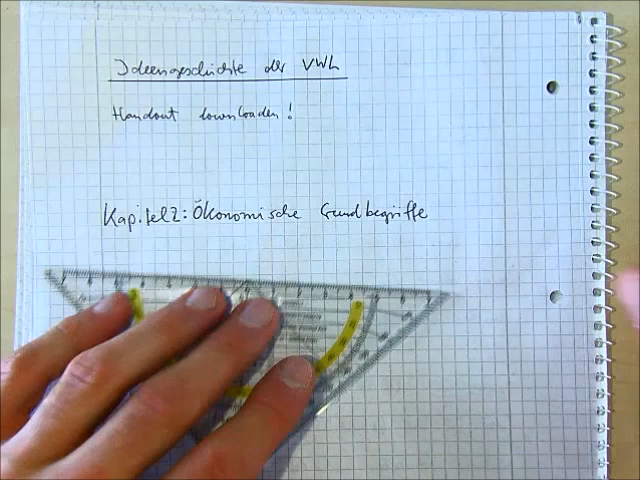 Ideengeschichte der VWL
Handout downloaden!
Kapitel 2: Ökonomische Grundbegriffe